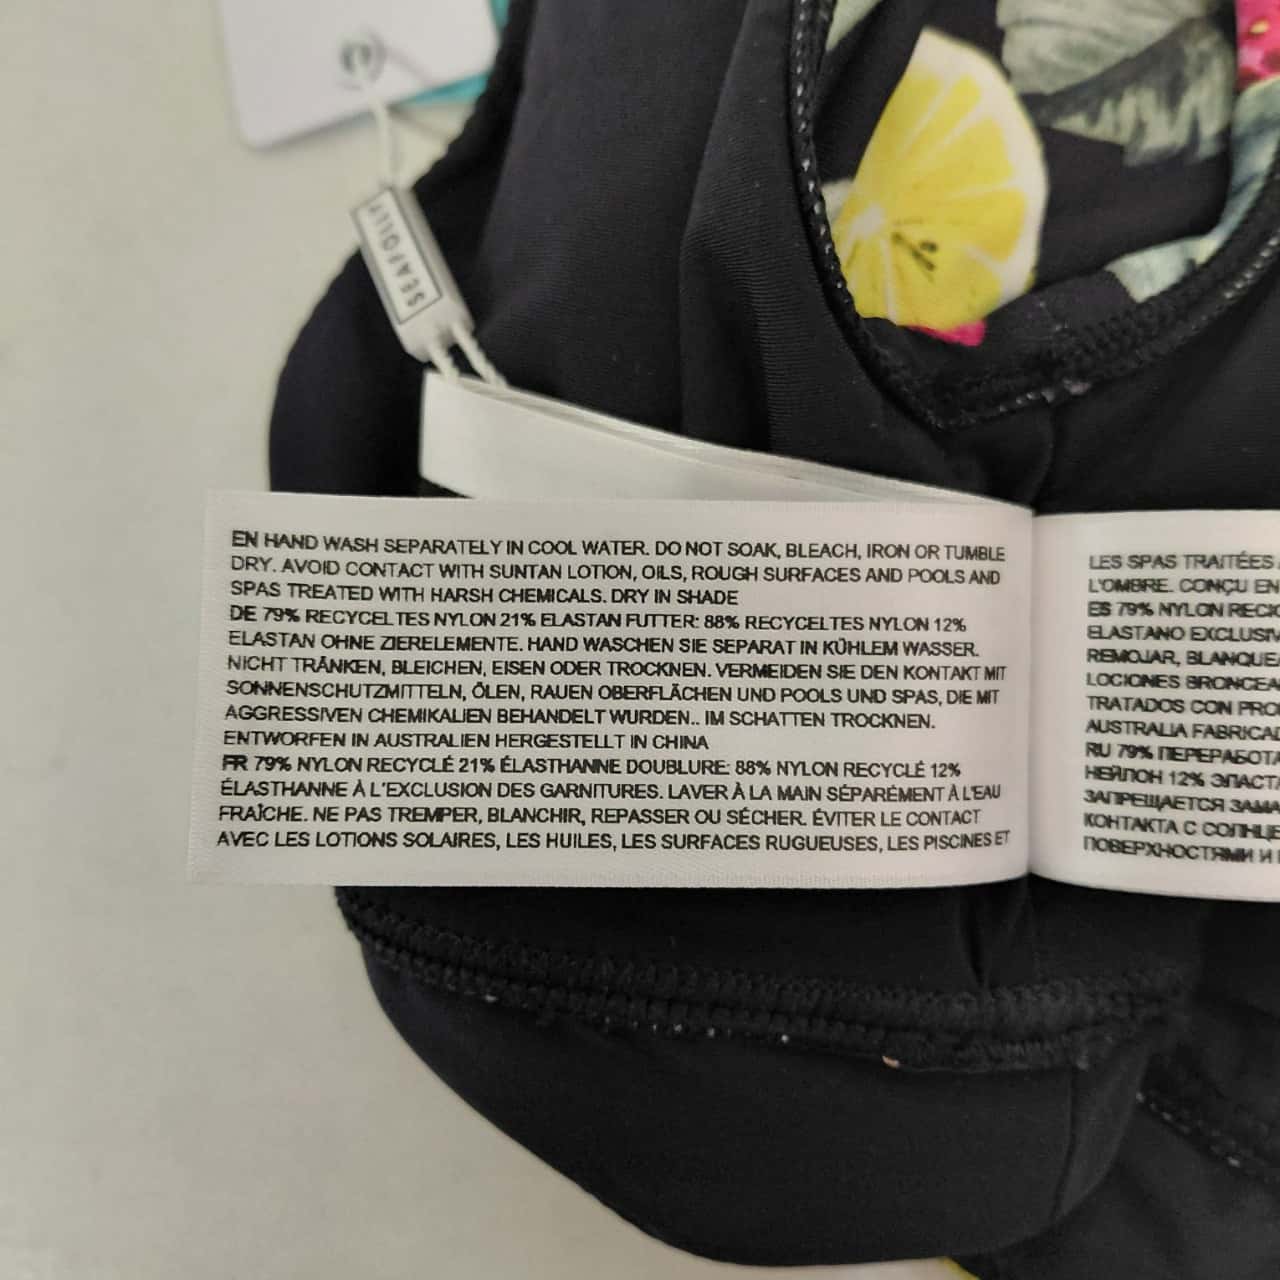 SEAFOLLY
EN HAND WASH SEPARATELY IN COOL WATER. DO NOT SOAK, BLEACH, IRON OR TUMBLE
DRY. AVOID CONTACT WITH SUNTAN LOTION, OILS, ROUGH SURFACES AND POOLS AND
SPAS TREATED WITH HARSH CHEMICALS. DRY IN SHADE
DE 79% RECYCELTES NYLON 21% ELASTAN FUTTER: 88% RECYCELTES NYLON 12%
ELASTAN OHNE ZIERELEMENTE. HAND WASCHEN SIE SEPARAT IN KÜHLEM WASSER.
NICHT TRÄNKEN, BLEICHEN, EISEN ODER TROCKNEN. VERMEIDEN SIE DEN KONTAKT MIT
SONNENSCHUTZMITTELN, ÖLEN, RAUEN OBERFLÄCHEN UND POOLS UND SPAS, DIE MIT
AGGRESSIVEN CHEMIKALIEN BEHANDELT WURDEN.. IM SCHATTEN TROCKNEN.
ENTWORFEN IN AUSTRALIEN HERGESTELLT IN CHINA
FR 79% NYLON RECYCLÉ 21% ÉLASTHANNE DOUBLURE: 88% NYLON RECYCLÉ 12%
ÉLASTHANNE À L'EXCLUSION DES GARNITURES. LAVER À LA MAIN SÉPARÉMENT À L'EAU
FRAÎCHE. NE PAS TREMPER, BLANCHIR, REPASSER OU SÉCHER. ÉVITER LE CONTACT
AVEC LES LOTIONS SOLAIRES, LES HUILES, LES SURFACES RUGUEUSES, LES PISCINES ET
LES SPAS TRAITÉES
L'OMBRE. CONÇU EN
ES 79% NYLON RECIC
ELASTANO EXCLUSIV
REMOJAR, BLANQUEA
LOCIONES BRONCEA
TRATADOS CON PROD
AUSTRALIA FABRICAD
RU 79% ПЕРЕРАБОТА
НЕЙЛОН 12% ЭЛАСТА
ЗАПРЕЩАЕТСЯ ЗАМА
КОНТАКТА С СОЛНЦЕ
ПОВЕРХНОСТЯМИ И